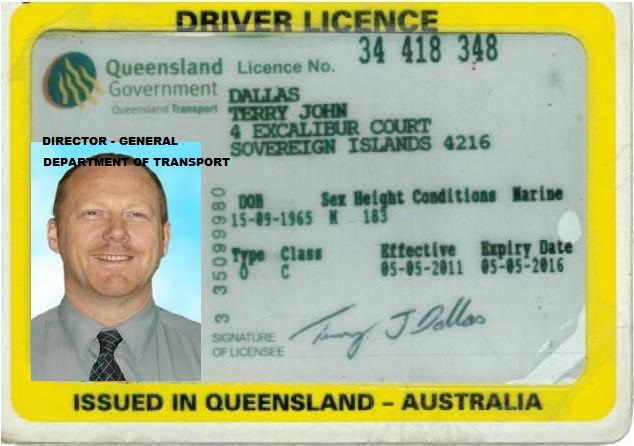 DRIVER LICENCE
Queensland
Government
Queensland Transport
Licence No. 34 418 348
DALLAS
TERRY JOHN
4 EXCALIBUR COURT
SOVEREIGN ISLANDS 4216
DIRECTOR - GENERAL
DEPARTMENT OF TRANSPORT
DOB Sex Height Conditions Marine
15-09-1965 M 183
Type Class Effective Expiry Date
O C 05-05-2011 05-05-2016
3 35099980
SIGNATURE
OF LICENSEE
Terry J Dallas
ISSUED IN QUEENSLAND – AUSTRALIA